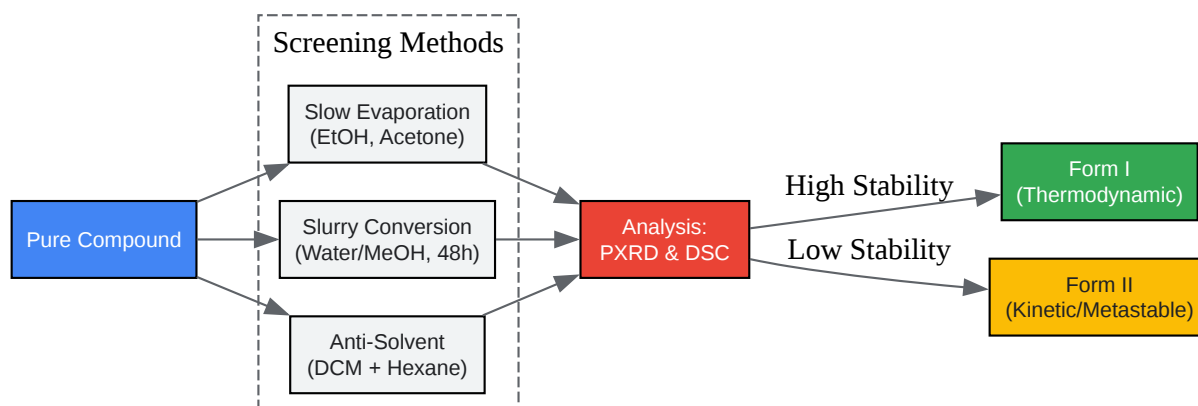 Screening Methods
Slow Evaporation
(EtOH, Acetone)
Pure Compound
Slurry Conversion
(Water/MeOH, 48h)
Anti-Solvent
(DCM + Hexane)
Analysis:
PXRD & DSC
High Stability
Low Stability
Form I
(Thermodynamic)
Form II
(Kinetic/Metastable)